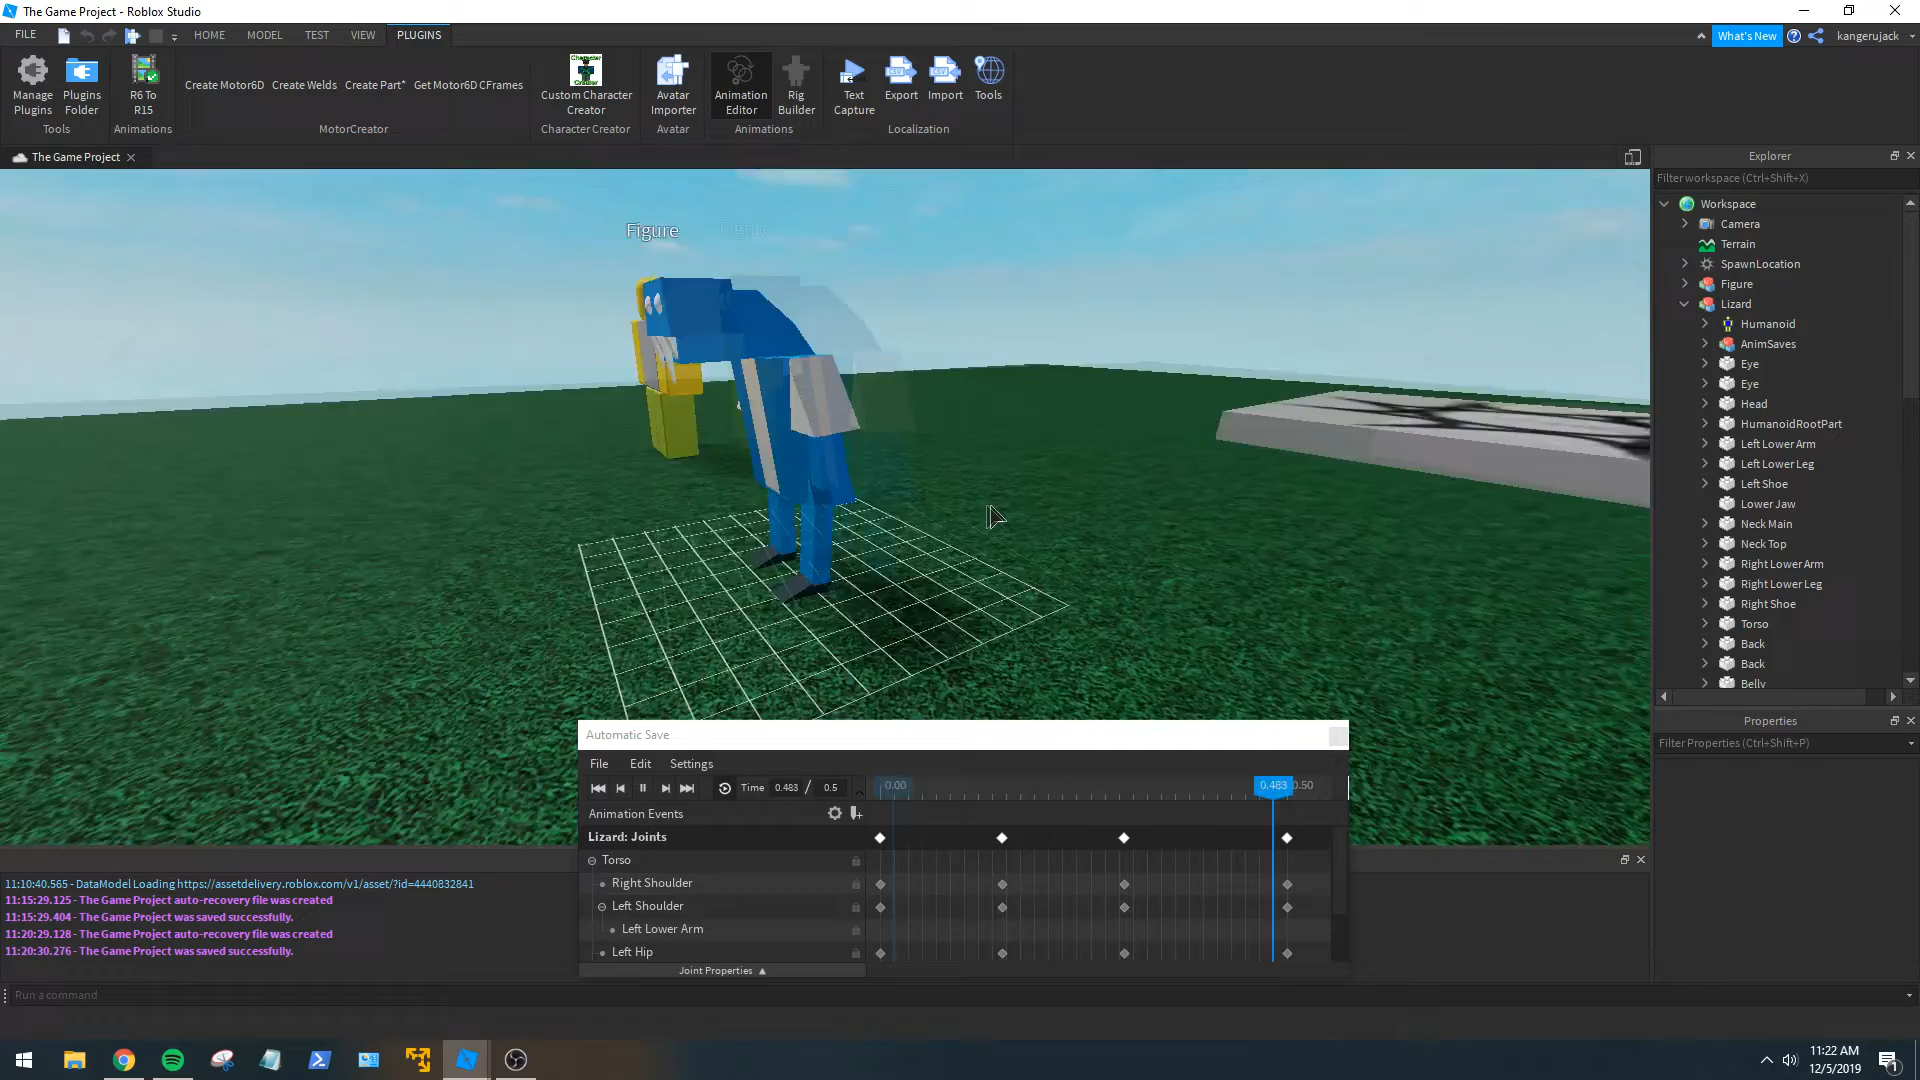 The Game Project - Roblox Studio
FILE
HOME
MODEL
TEST
VIEW
PLUGINS
What's New
kangerujack
Manage
Plugins
Plugins
Folder
Tools
R6 To
R15
Animations
Create Motor6D
Create Welds
Create Part*
Get Motor6D CFrames
MotorCreator
Character
Creator
Custom Character
Creator
Character Creator
Avatar
Importer
Avatar
Animation
Editor
Rig
Builder
Animations
Text
Capture
Export
Import
Tools
Localization
The Game Project
Figure
Figure
Explorer
Filter workspace (Ctrl+Shift+X)
Workspace
Camera
Terrain
SpawnLocation
Figure
Lizard
Humanoid
AnimSaves
Eye
Eye
Head
HumanoidRootPart
Left Lower Arm
Left Lower Leg
Left Shoe
Lower Jaw
Neck Main
Neck Top
Right Lower Arm
Right Lower Leg
Right Shoe
Torso
Back
Back
Belly
Properties
Filter Properties (Ctrl+Shift+P)
Automatic Save
File
Edit
Settings
Time
0.483
/
0.5
0.00
0.483
0.50
Animation Events
Lizard: Joints
Torso
Right Shoulder
Left Shoulder
Left Lower Arm
Left Hip
Joint Properties
11:10:40.565 - DataModel Loading https://assetdelivery.roblox.com/v1/asset/?id=4440832841
11:15:29.125 - The Game Project auto-recovery file was created
11:15:29.404 - The Game Project was saved successfully.
11:20:29.128 - The Game Project auto-recovery file was created
11:20:30.276 - The Game Project was saved successfully.
Run a command
11:22 AM
12/5/2019
1